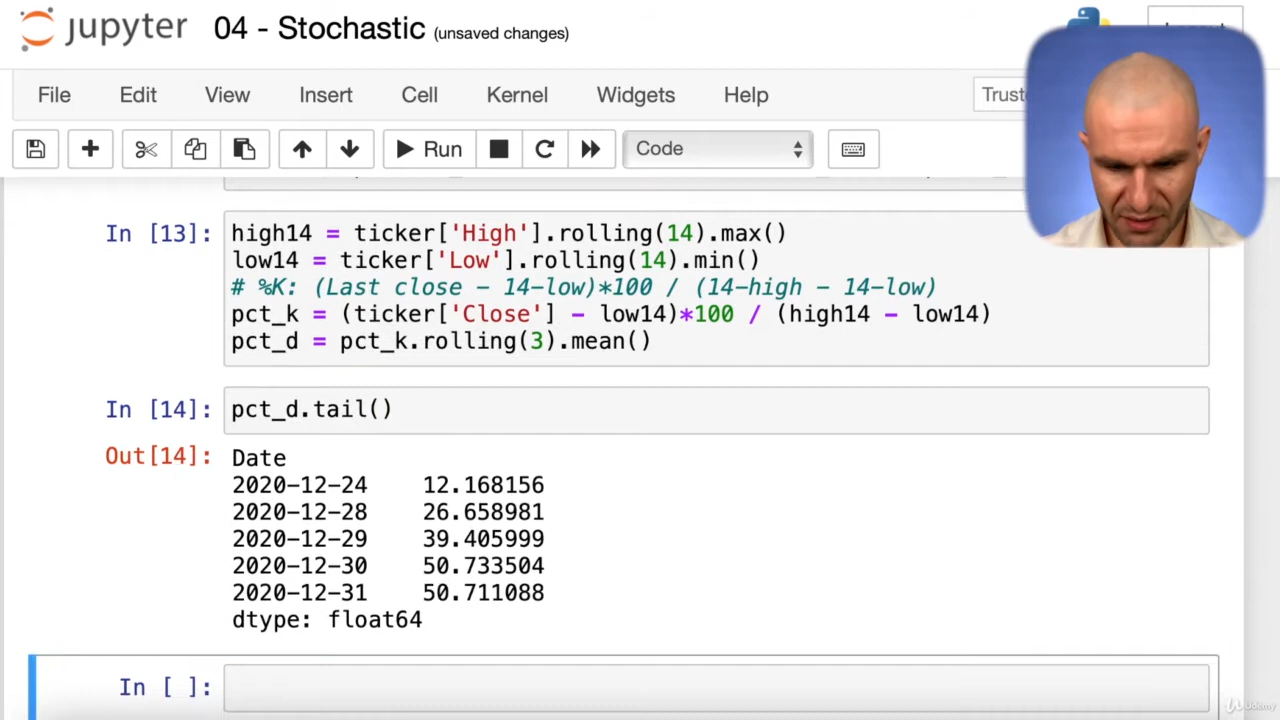 jupyter 04 - Stochastic (unsaved changes)
File Edit View Insert Cell Kernel Widgets Help
Run Code
In [13]: high14 = ticker['High'].rolling(14).max()
low14 = ticker['Low'].rolling(14).min()
# %K: (Last close - 14-low)*100 / (14-high - 14-low)
pct_k = (ticker['Close'] - low14)*100 / (high14 - low14)
pct_d = pct_k.rolling(3).mean()
In [14]: pct_d.tail()
Out[14]: Date
2020-12-24 12.168156
2020-12-28 26.658981
2020-12-29 39.405999
2020-12-30 50.733504
2020-12-31 50.711088
dtype: float64
In [ ]:
Udemy